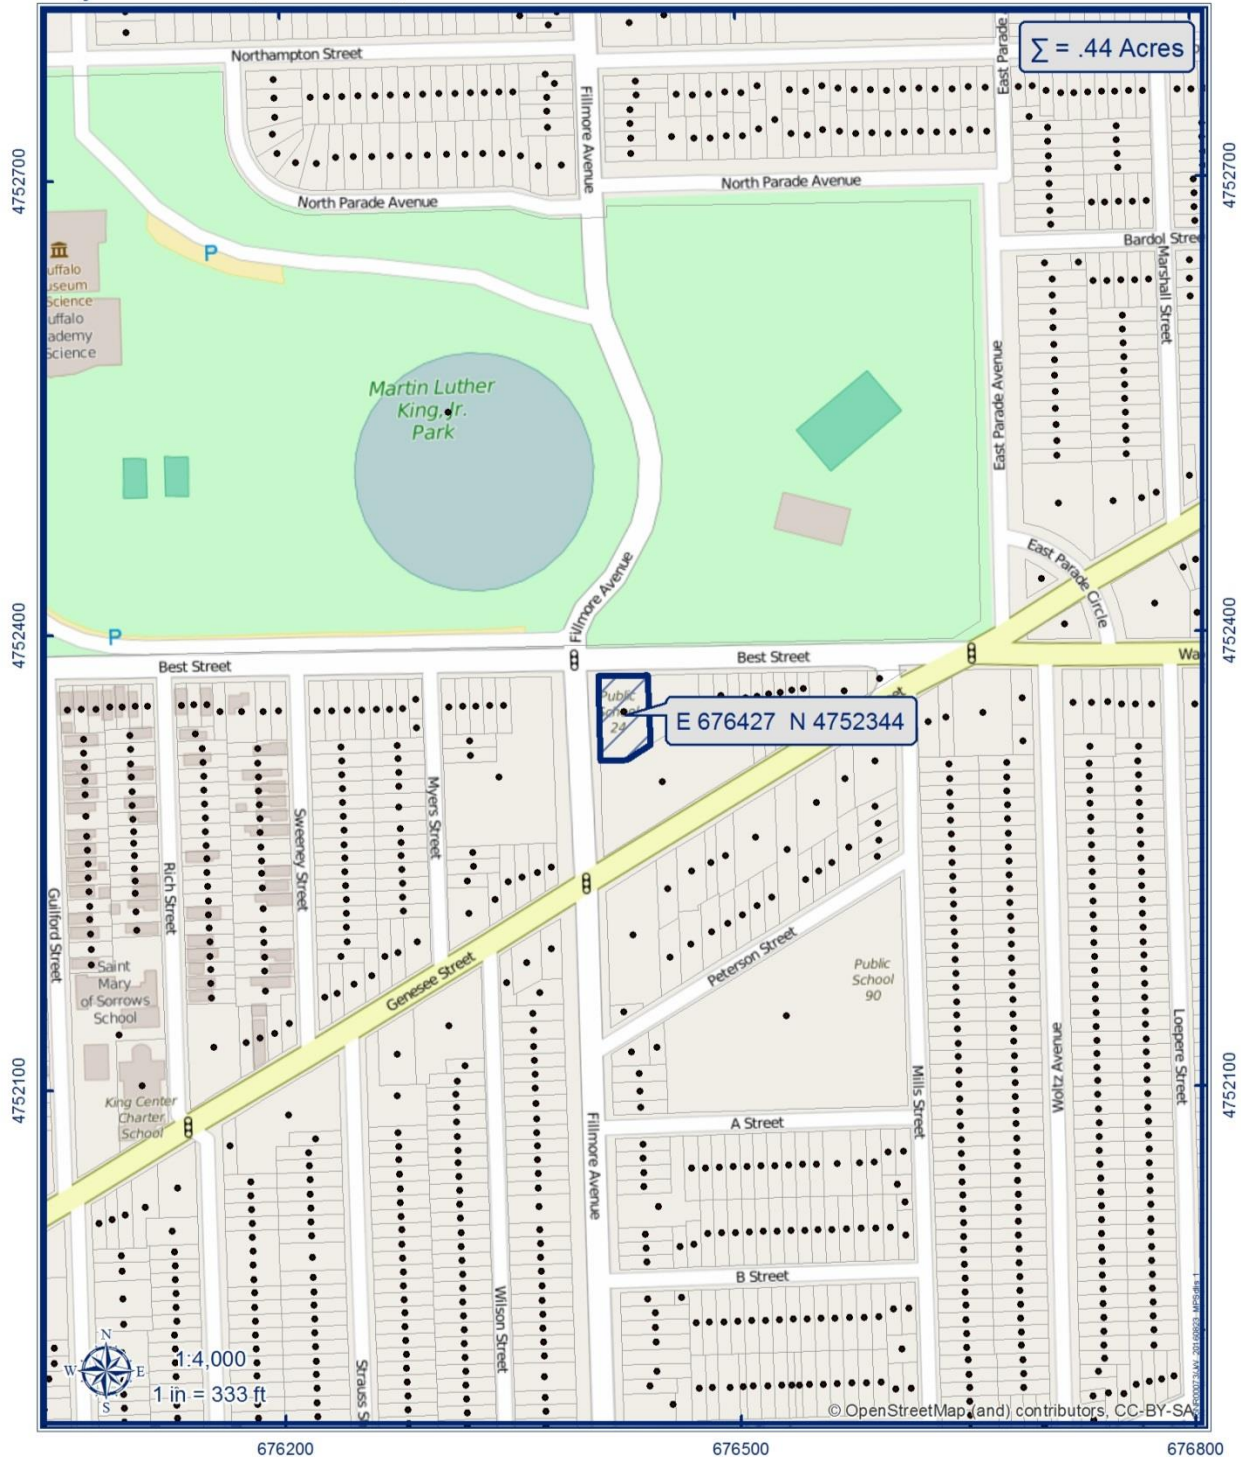 Northampton Street
Fillmore Avenue
East Parade
∑ = .44 Acres
4752700
4752700
North Parade Avenue
North Parade Avenue
Bardol Stree
Marshall Street
P
uffalo
useum
Science
uffalo
ademy
Science
Martin Luther
King, Jr.
Park
East Parade Avenue
East Parade Circle
Fillmore Avenue
4752400
4752400
P
Best Street
Best Street
Wa
Public
School
24
E 676427 N 4752344
Myers Street
Sweeney Street
Rich Street
Guilford Street
Genesee Street
Peterson Street
Saint
Mary
of Sorrows
School
Public
School
90
King Center
Charter
School
4752100
4752100
Mills Street
Woltz Avenue
Loepere Street
A Street
Fillmore Avenue
B Street
Wilson Street
Strauss S
N
W E
S
1:4,000
1 in = 333 ft
© OpenStreetMap (and) contributors, CC-BY-SA
676200
676500
676800